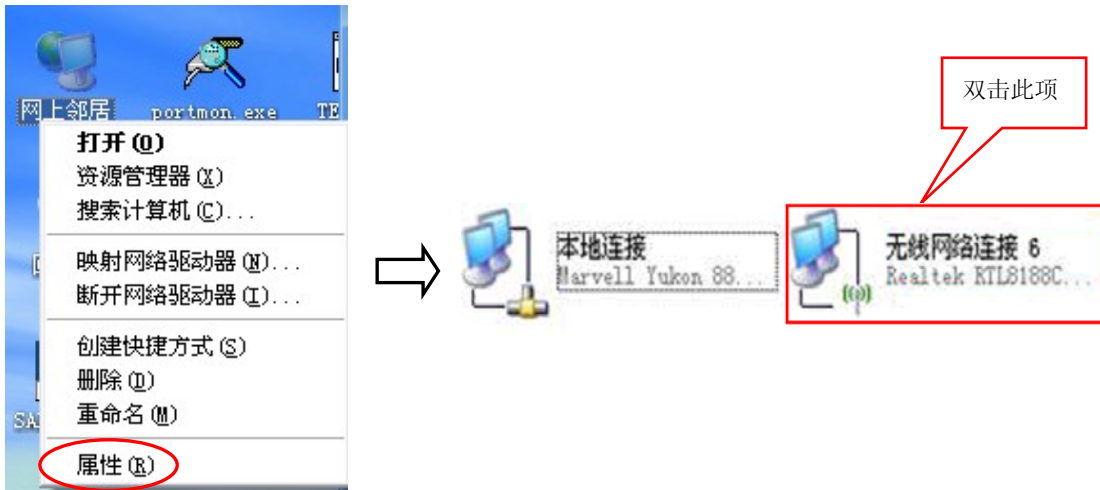 网上邻居
portmon.exe
TE
打开(O)
资源管理器(X)
搜索计算机(C)...
映射网络驱动器(N)...
断开网络驱动器(I)...
创建快捷方式(S)
删除(D)
重命名(M)
SA
属性(R)
双击此项
本地连接
Marvell Yukon 88...
无线网络连接 6
Realtek RTL8188C...